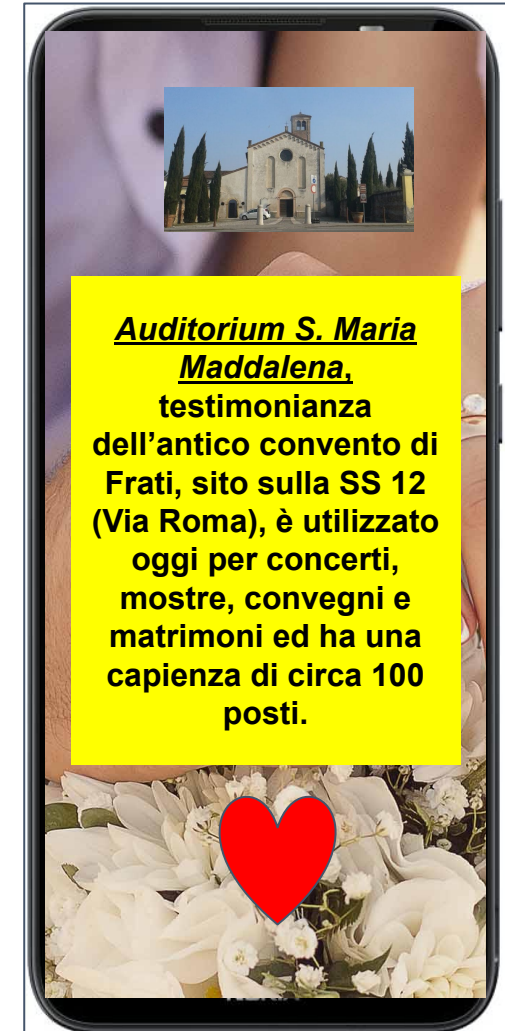 Auditorium S. Maria
Maddalena,
testimonianza
dell’antico convento di
Frati, sito sulla SS 12
(Via Roma), è utilizzato
oggi per concerti,
mostre, convegni e
matrimoni ed ha una
capienza di circa 100
posti.